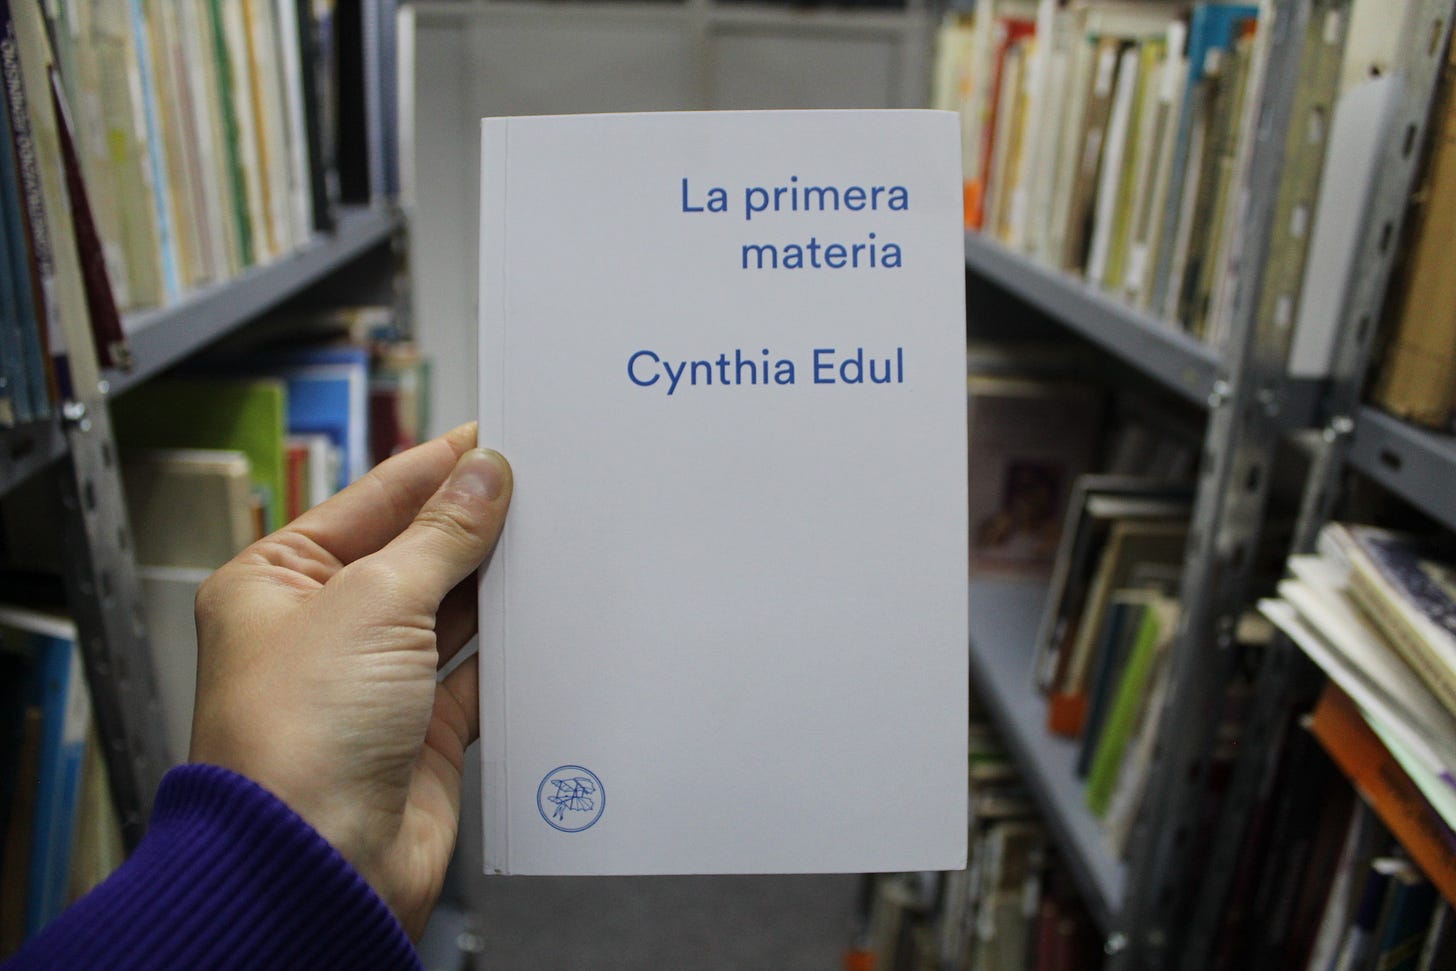 La primera
materia
Cynthia Edul